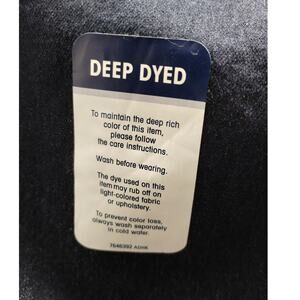 DEEP DYED
To maintain the deep rich
color of this item,
please follow
the care instructions.
Wash before wearing.
The dye used on this
item may rub off on
light-colored fabric
or upholstery.
To prevent color loss,
always wash separately
in cold water.
7646392 ADHK